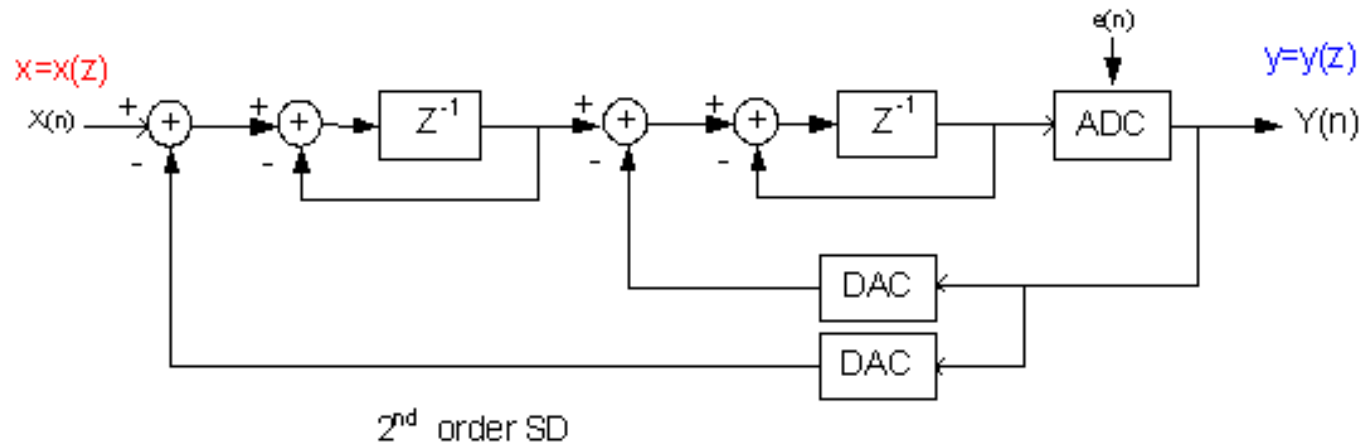 e(n)
x=x(z)
y=y(z)
X(n)
+
+
-
+
+
-
Z-1
+
+
-
+
+
-
Z-1
ADC
Y(n)
DAC
DAC
2nd order SD